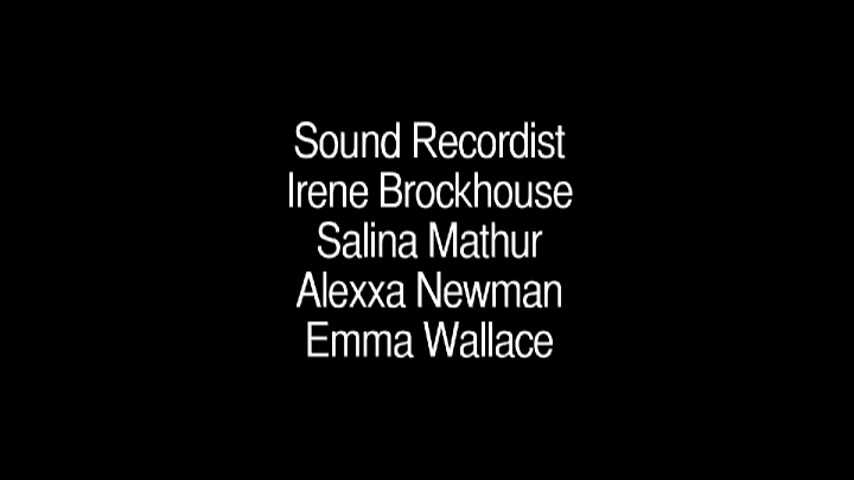 Sound Recordist
Irene Brockhouse
Salina Mathur
Alexxa Newman
Emma Wallace